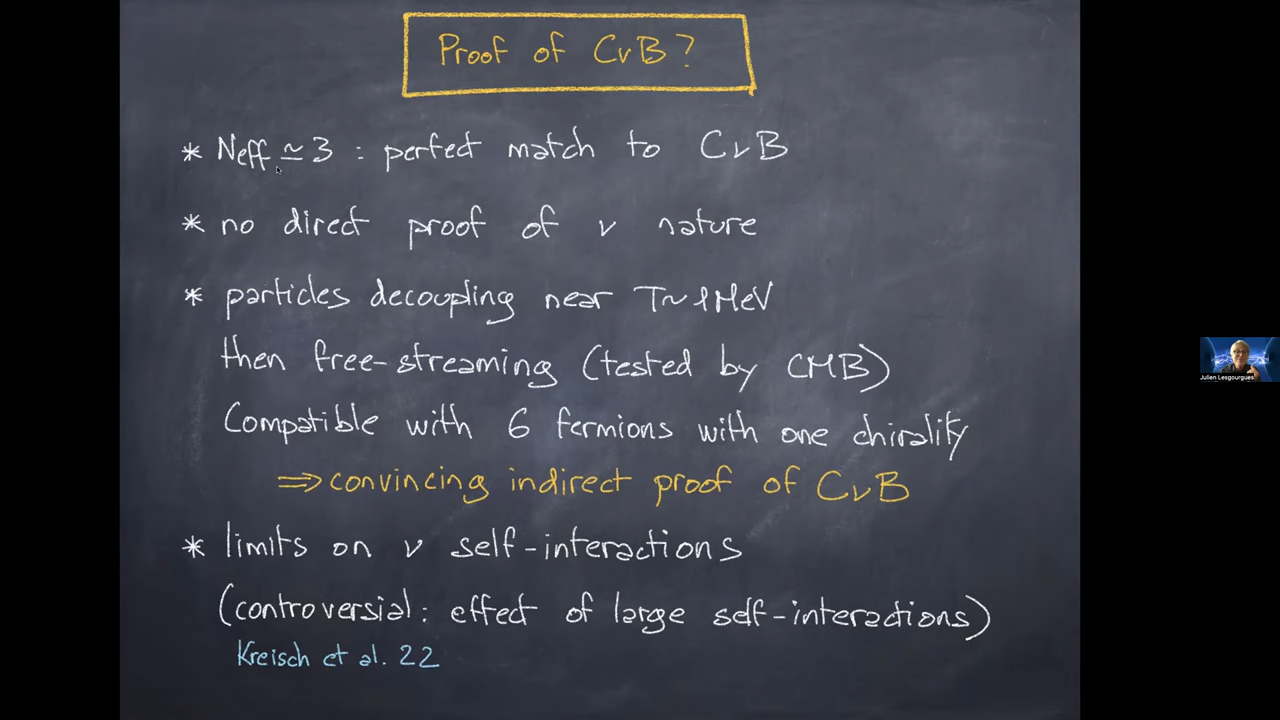 Proof of CνB?
* Neff ≃ 3 : perfect match to CνB
* no direct proof of ν nature
* particles decoupling near T~1MeV
then free-streaming (tested by CMB)
Compatible with 6 fermions with one chirality
⇒ convincing indirect proof of CνB
* limits on ν self-interactions
(controversial: effect of large self-interactions)
Kreisch et al. 22
Julien Lesgourgues